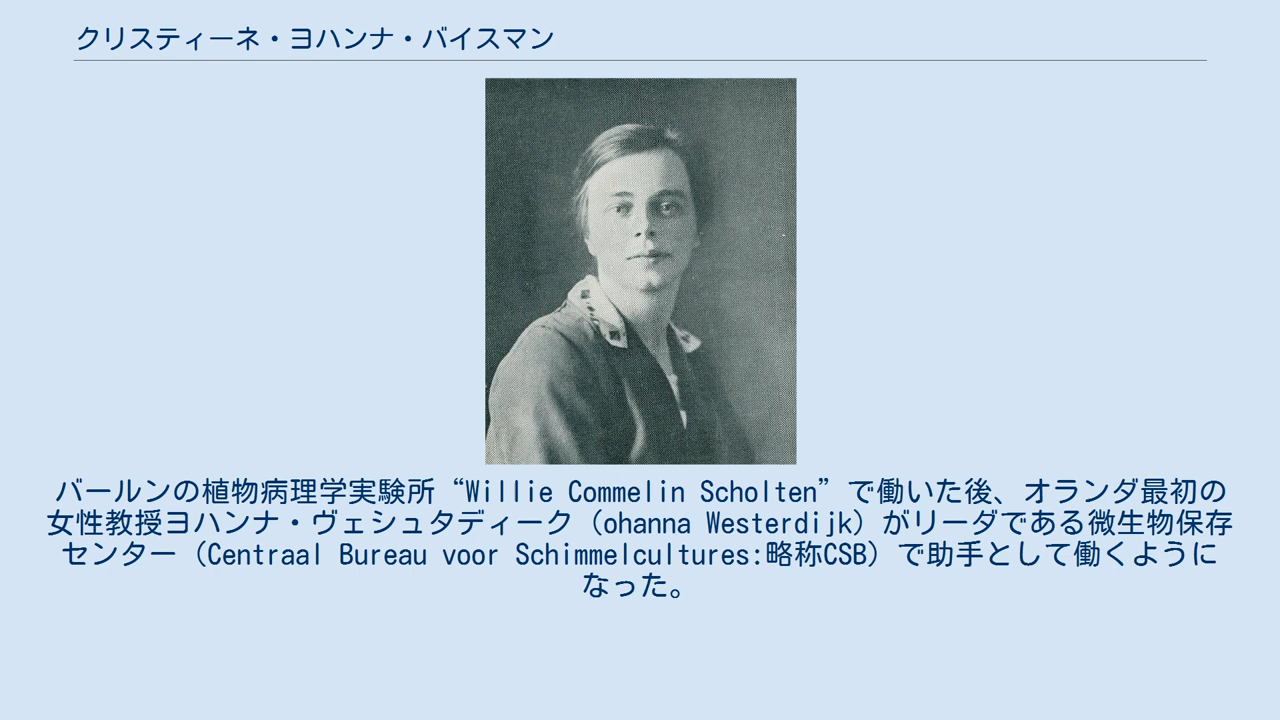 クリスティーネ・ヨハンナ・バイスマン
バールンの植物病理学実験所“Willie Commelin Scholten”で働いた後、オランダ最初の
女性教授ヨハンナ・ヴェシュタディーク（ohanna Westerdijk）がリーダである微生物保存
センター（Centraal Bureau voor Schimmelcultures:略称CSB）で助手として働くように
なった。